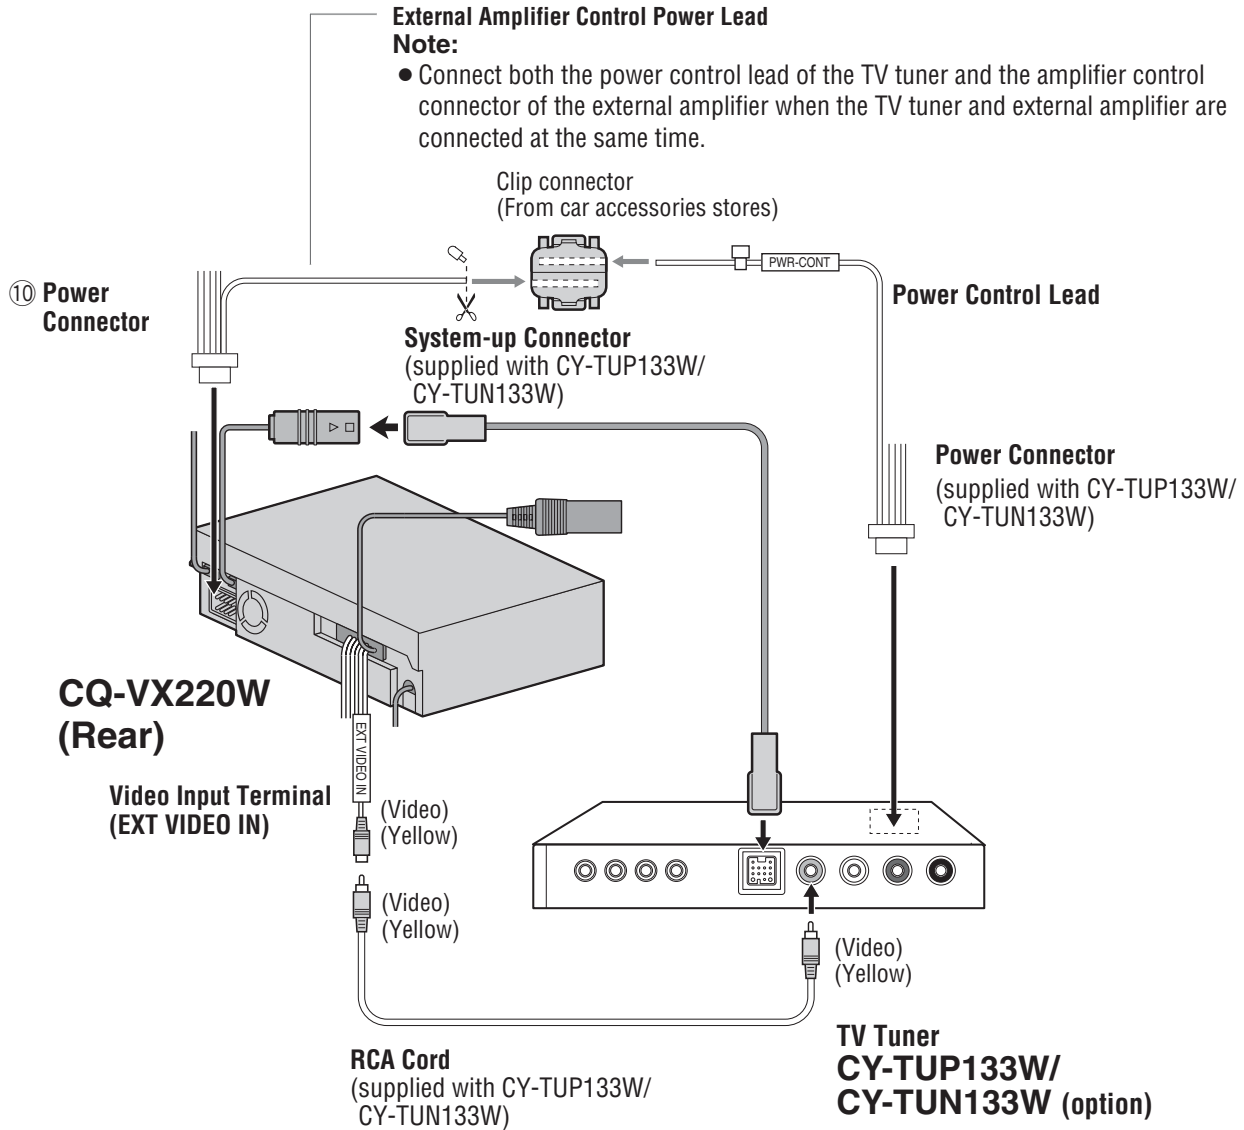 External Amplifier Control Power Lead
Note:
● Connect both the power control lead of the TV tuner and the amplifier control
connector of the external amplifier when the TV tuner and external amplifier are
connected at the same time.
Clip connector
(From car accessories stores)
PWR-CONT
⑩ Power
Connector
Power Control Lead
System-up Connector
(supplied with CY-TUP133W/
CY-TUN133W)
Power Connector
(supplied with CY-TUP133W/
CY-TUN133W)
CQ-VX220W
(Rear)
EXT VIDEO IN
Video Input Terminal
(EXT VIDEO IN)
(Video)
(Yellow)
(Video)
(Yellow)
(Video)
(Yellow)
RCA Cord
(supplied with CY-TUP133W/
CY-TUN133W)
TV Tuner
CY-TUP133W/
CY-TUN133W (option)